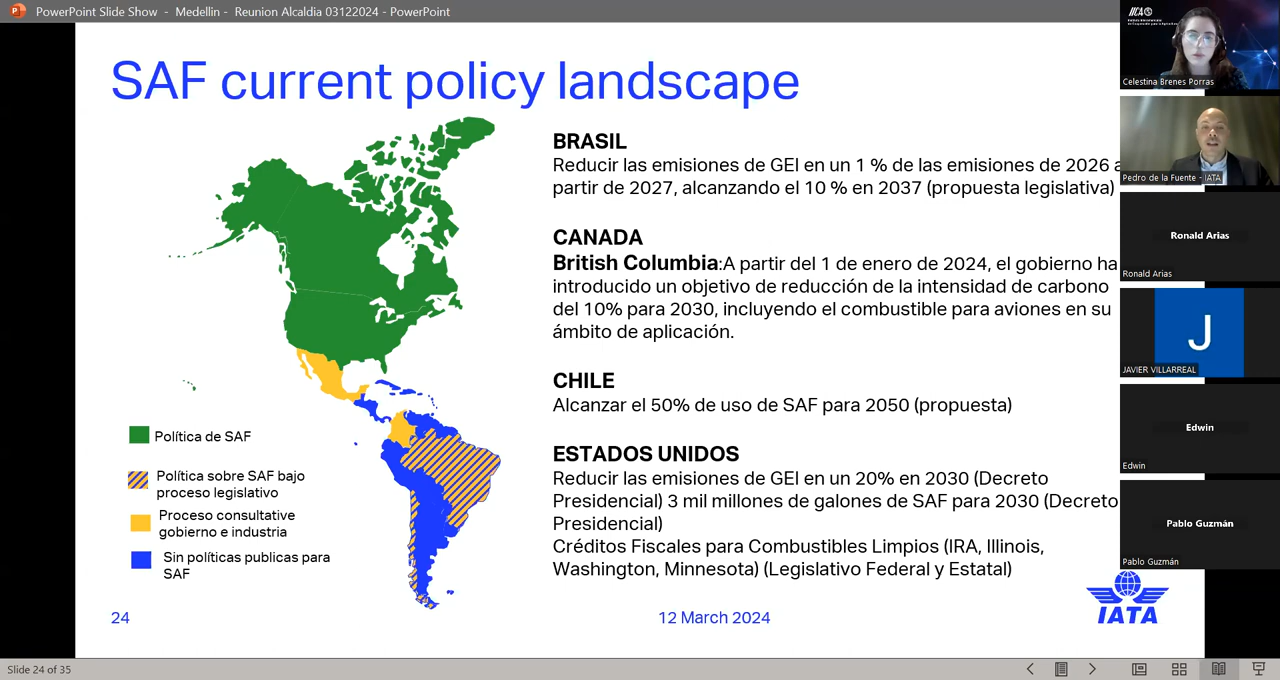 PowerPoint Slide Show - Medellin - Reunion Alcaldia 03122024 - PowerPoint
SAF current policy landscape
BRASIL
Reducir las emisiones de GEI en un 1 % de las emisiones de 2026 a
partir de 2027, alcanzando el 10 % en 2037 (propuesta legislativa)
CANADA
British Columbia:A partir del 1 de enero de 2024, el gobierno ha
introducido un objetivo de reducción de la intensidad de carbono
del 10% para 2030, incluyendo el combustible para aviones en su
ámbito de aplicación.
CHILE
Alcanzar el 50% de uso de SAF para 2050 (propuesta)
ESTADOS UNIDOS
Reducir las emisiones de GEI en un 20% en 2030 (Decreto
Presidencial) 3 mil millones de galones de SAF para 2030 (Decreto
Presidencial)
Créditos Fiscales para Combustibles Limpios (IRA, Illinois,
Washington, Minnesota) (Legislativo Federal y Estatal)
Política de SAF
Política sobre SAF bajo
proceso legislativo
Proceso consultative
gobierno e industria
Sin políticas publicas para
SAF
24
12 March 2024
IATA
IICA
Celestina Brenes Porras
Pedro de la Fuente - IATA
Ronald Arias
Ronald Arias
J
JAVIER VILLARREAL
Edwin
Edwin
Pablo Guzmán
Pablo Guzmán
Slide 24 of 35